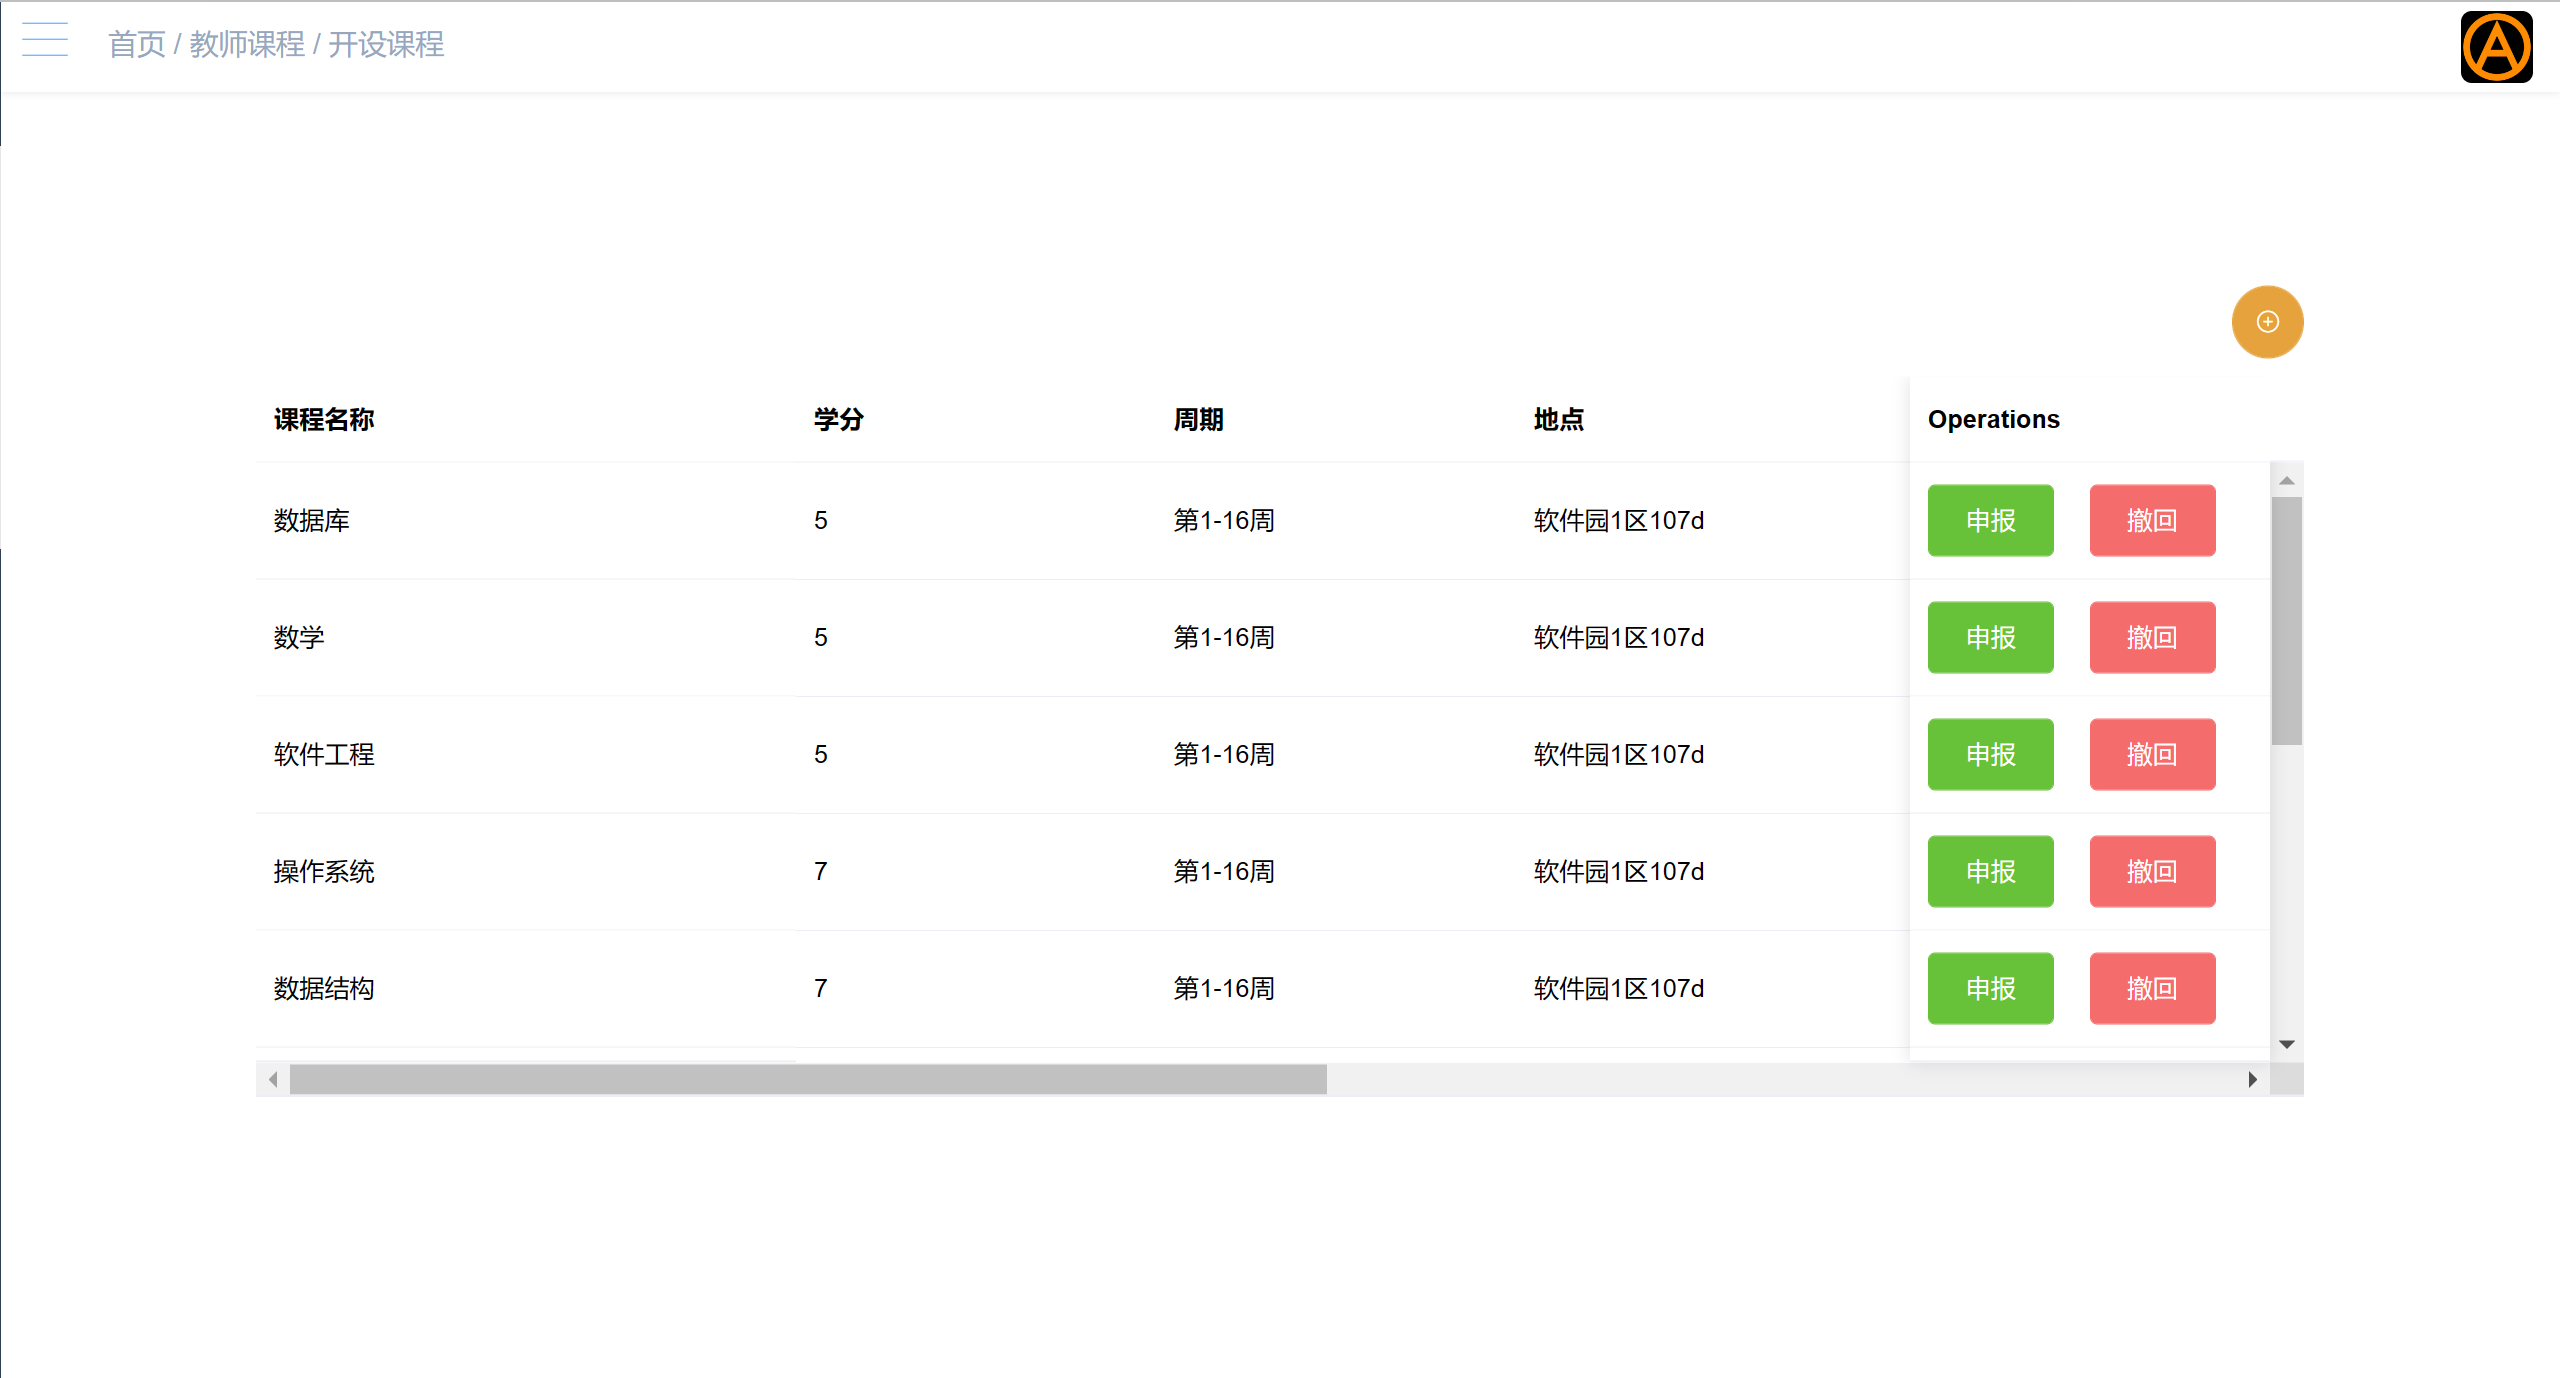 首页 / 教师课程 / 开设课程
课程名称 学分 周期 地点 Operations
数据库 5 第1-16周 软件园1区107d 申报 撤回
数学 5 第1-16周 软件园1区107d 申报 撤回
软件工程 5 第1-16周 软件园1区107d 申报 撤回
操作系统 7 第1-16周 软件园1区107d 申报 撤回
数据结构 7 第1-16周 软件园1区107d 申报 撤回